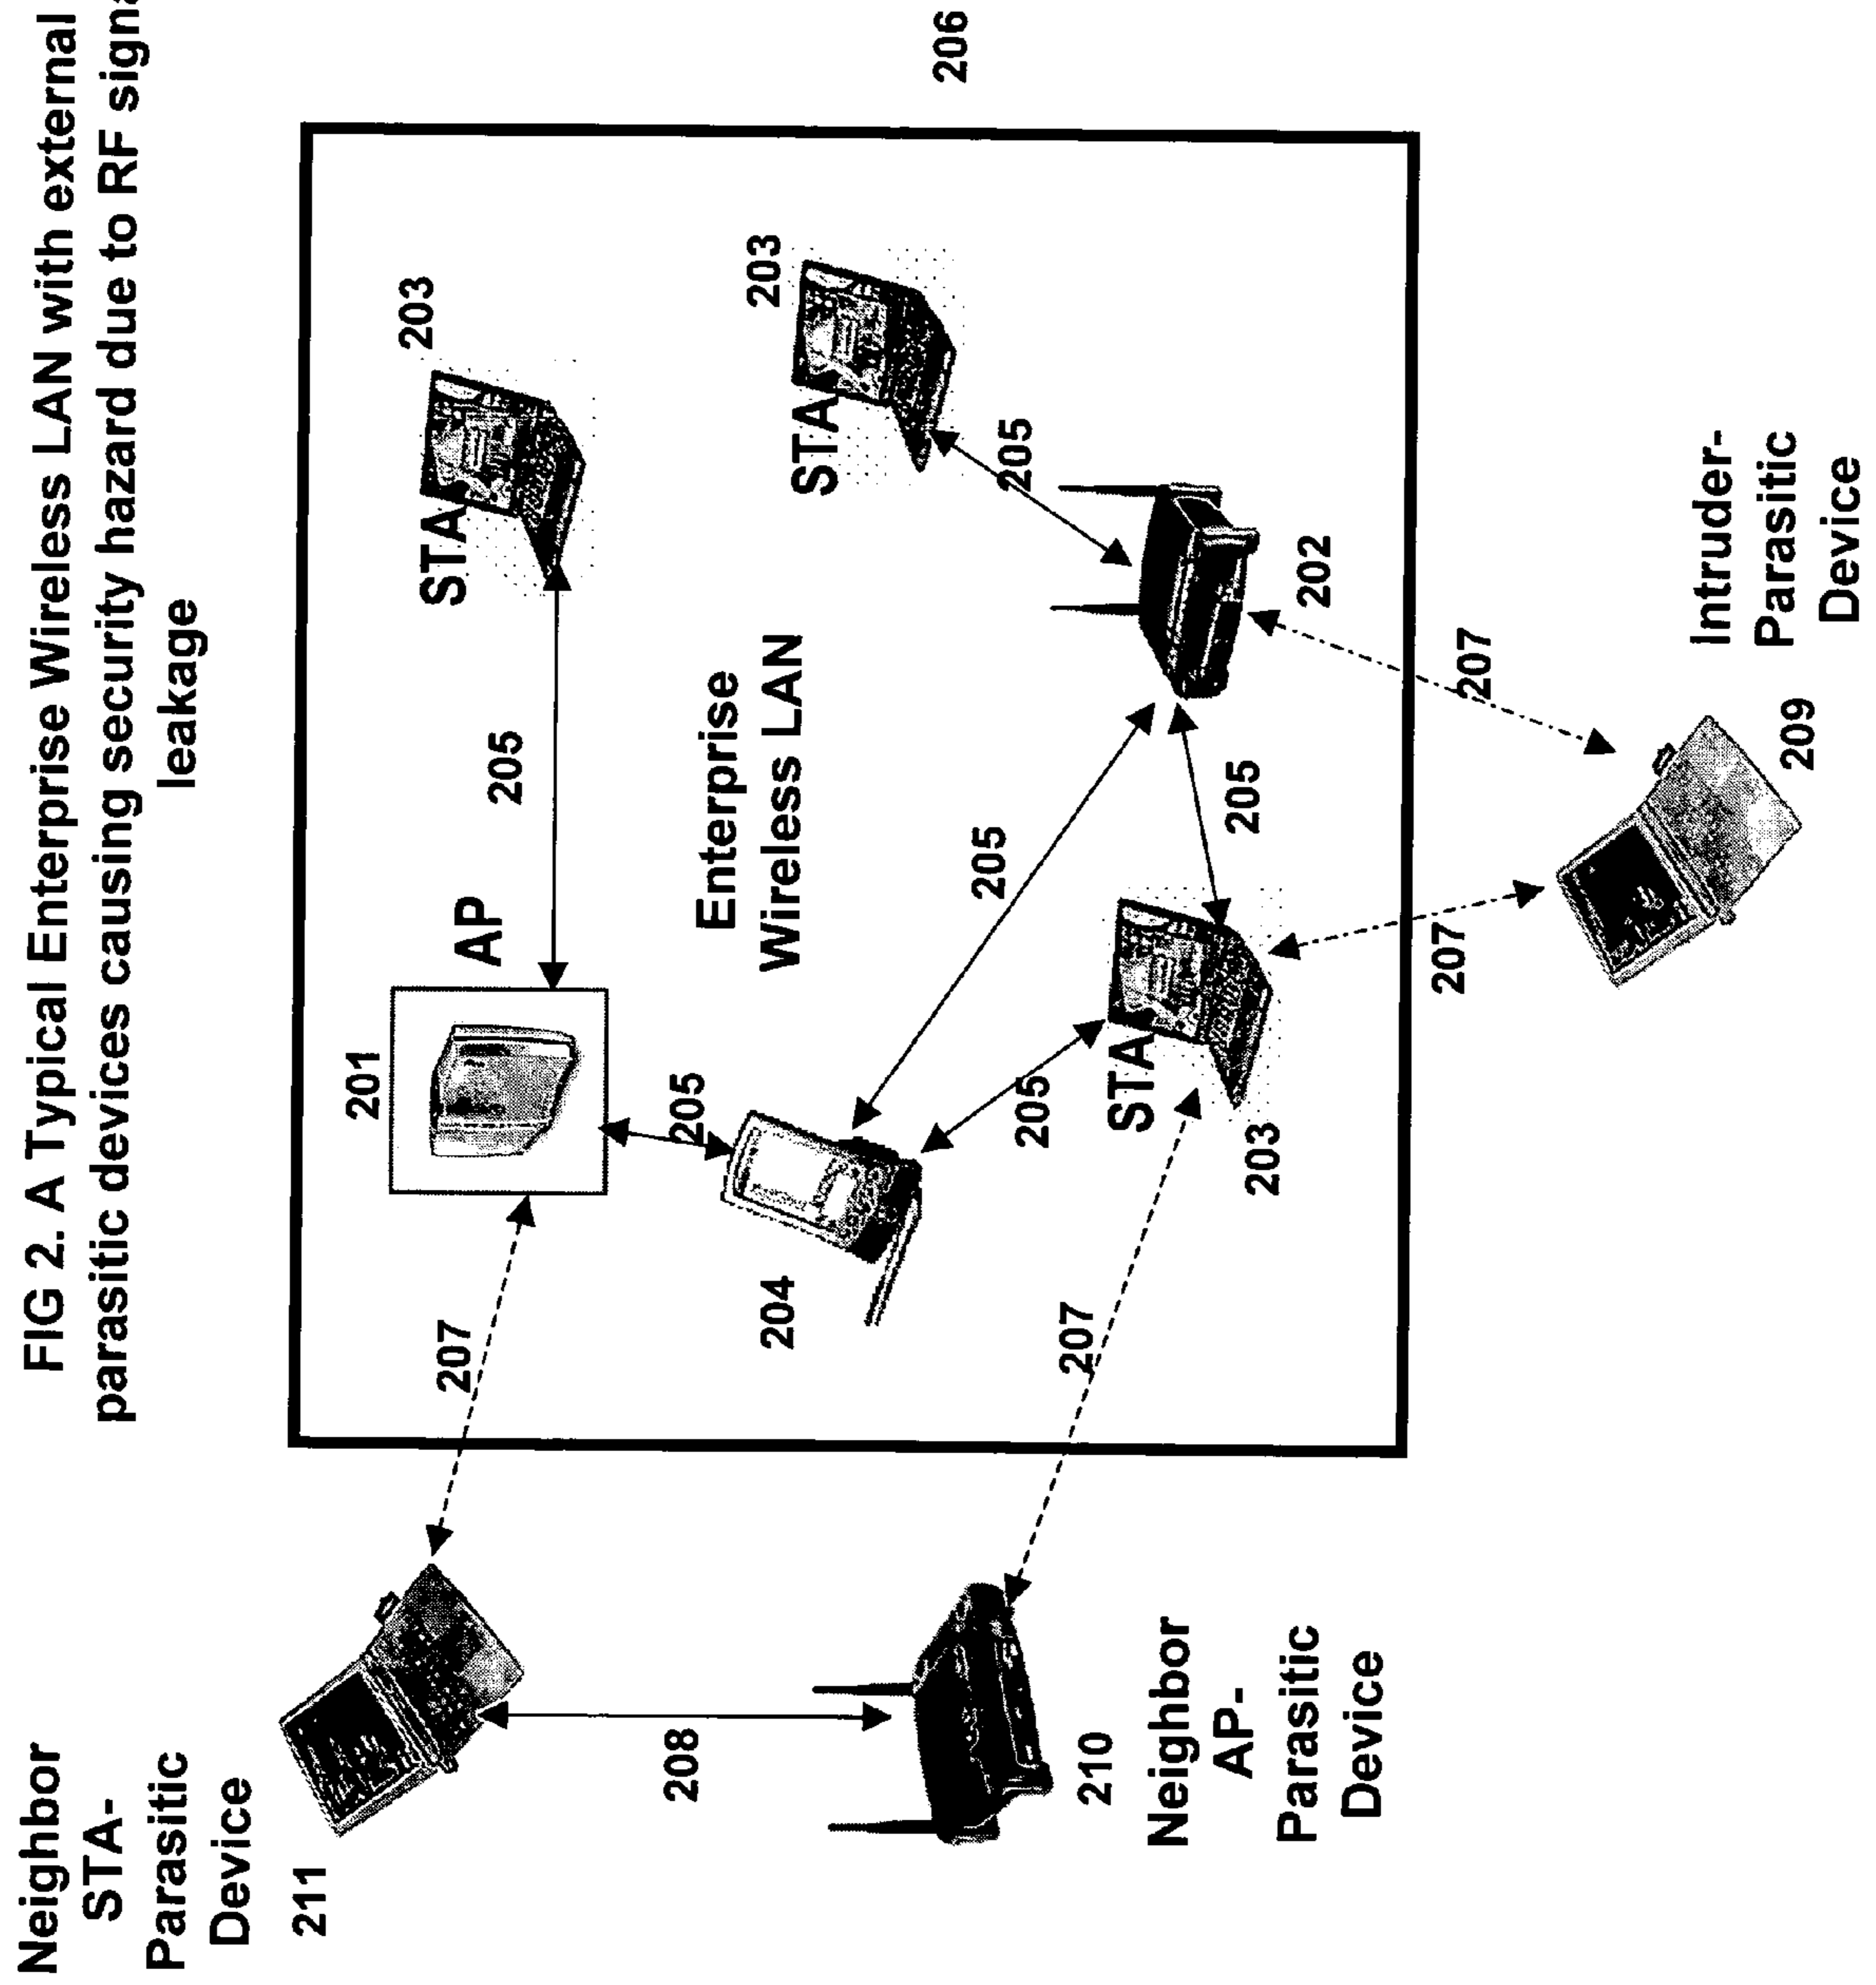 FIG 2. A Typical Enterprise Wireless LAN with external
parasitic devices causing security hazard due to RF signa
leakage
Neighbor
STA-
Parasitic
Device
211
201
203
STA
207
AP
205
208
205
Enterprise
Wireless LAN
204
203
STA
206
205
205
205
207
210
STA
Neighbor
AP-
Parasitic
Device
205
203
202
207
207
209
Intruder-
Parasitic
Device